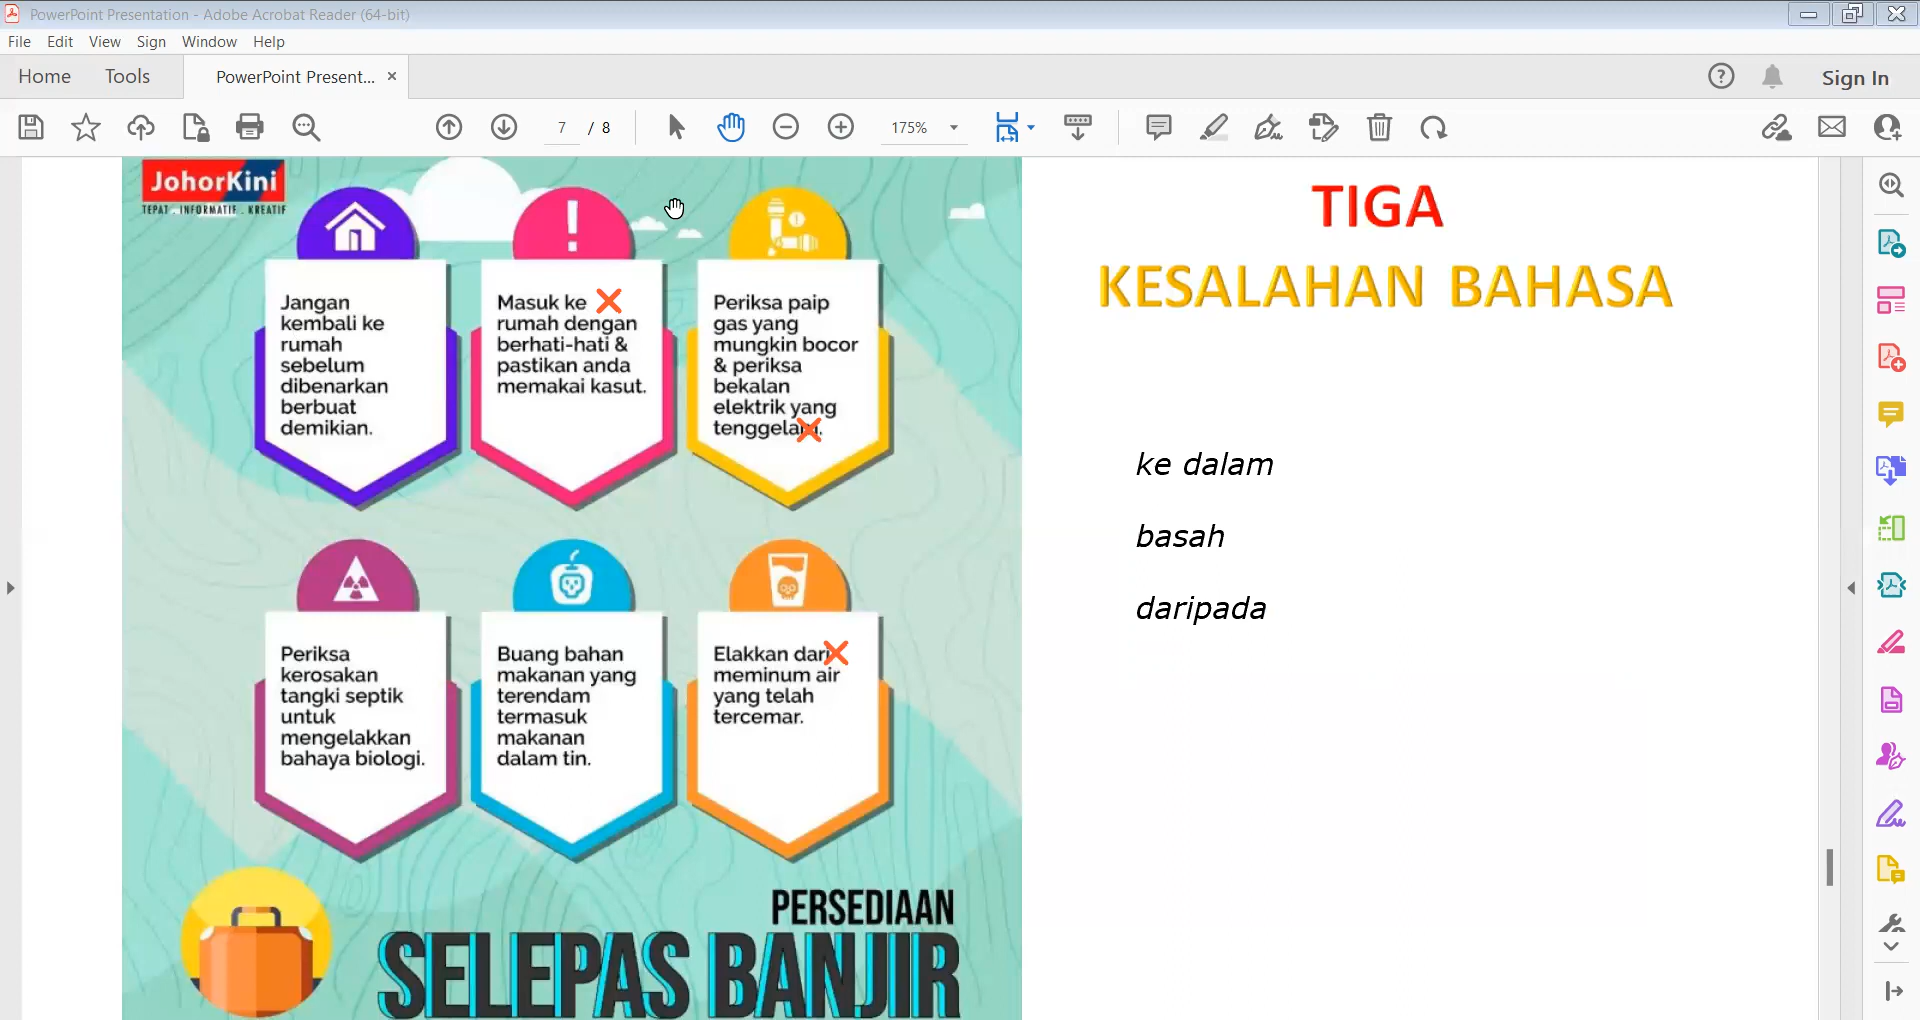 PowerPoint Presentation - Adobe Acrobat Reader (64-bit)
File Edit View Sign Window Help
Home Tools PowerPoint Present... × Sign In
7 / 8 175%
JohorKini
TEPAT . INFORMATIF . KREATIF
Jangan
kembali ke
rumah
sebelum
dibenarkan
berbuat
demikian.
Masuk ke
rumah dengan
berhati-hati &
pastikan anda
memakai kasut.
Periksa paip
gas yang
mungkin bocor
& periksa
bekalan
elektrik yang
tenggelam.
Periksa
kerosakan
tangki septik
untuk
mengelakkan
bahaya biologi.
Buang bahan
makanan yang
terendam
termasuk
makanan
dalam tin.
Elakkan dari
meminum air
yang telah
tercemar.
PERSEDIAAN
SELEPAS BANJIR
TIGA
KESALAHAN BAHASA
ke dalam
basah
daripada